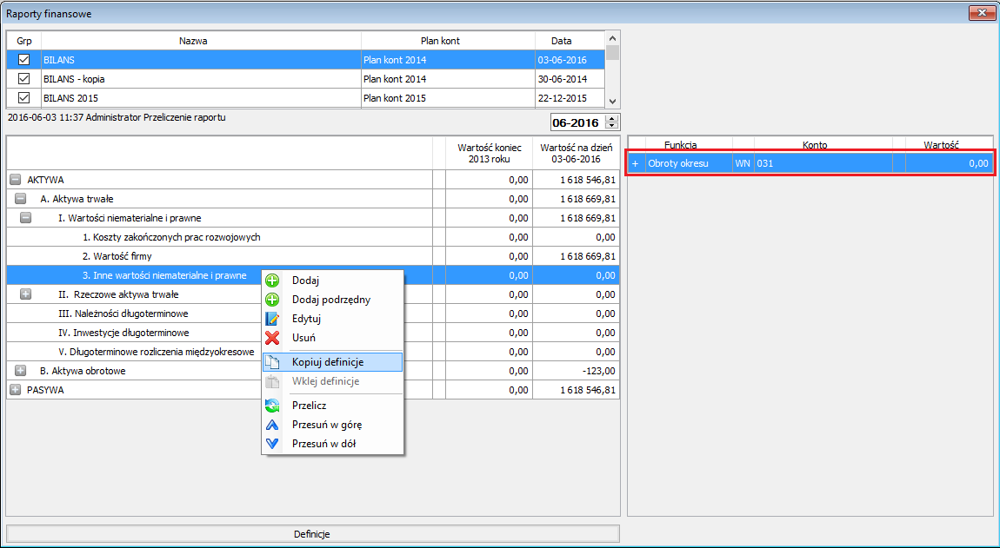 Raporty finansowe
Grp Nazwa Plan kont Data
BILANS Plan kont 2014 03-06-2016
BILANS - kopia Plan kont 2014 30-06-2014
BILANS 2015 Plan kont 2015 22-12-2015
2016-06-03 11:37 Administrator Przeliczenie raportu
06-2016
Wartość koniec 2013 roku Wartość na dzień 03-06-2016
AKTYWA 0,00 1 618 546,81
A. Aktywa trwałe 0,00 1 618 669,81
I. Wartości niematerialne i prawne 0,00 1 618 669,81
1. Koszty zakończonych prac rozwojowych 0,00 0,00
2. Wartość firmy 0,00 1 618 669,81
3. Inne wartości niematerialne i prawne 0,00 0,00
II. Rzeczowe aktywa trwałe 0,00 0,00
III. Należności długoterminowe 0,00 0,00
IV. Inwestycje długoterminowe 0,00 0,00
V. Długoterminowe rozliczenia międzyokresowe 0,00 0,00
B. Aktywa obrotowe 0,00 -123,00
PASYWA 0,00 1 618 546,81
Dodaj
Dodaj podrzędny
Edytuj
Usuń
Kopiuj definicje
Wklej definicje
Przelicz
Przesuń w górę
Przesuń w dół
Funkcja Konto Wartość
+ Obroty okresu WN 031 0,00
Definicje